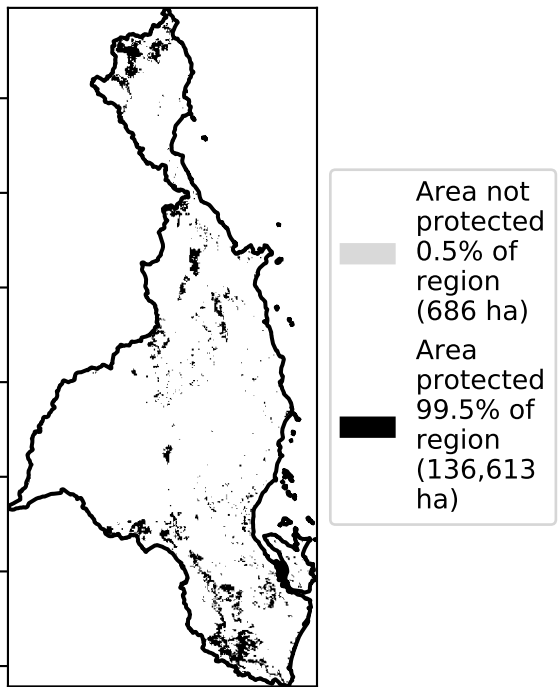 Area not
protected
0.5% of
region
(686 ha)
Area
protected
99.5% of
region
(136,613
ha)